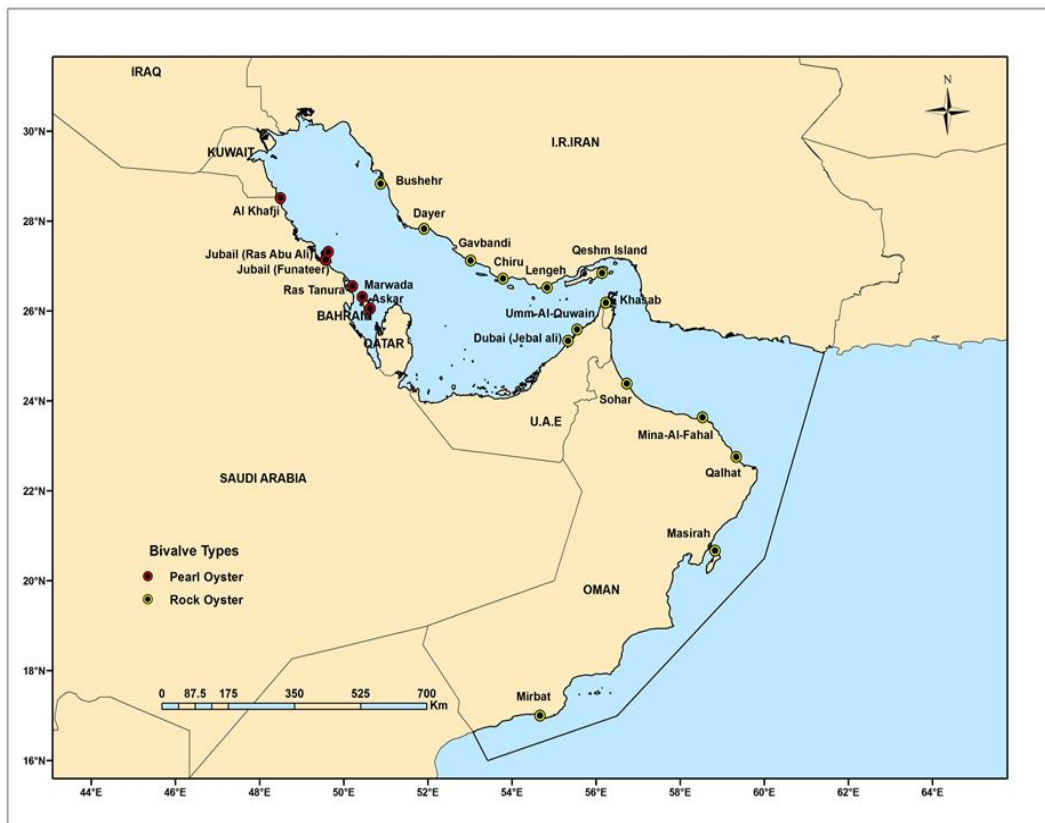 IRAQ
N
30°N
KUWAIT
I.R.IRAN
Bushehr
28°N
Al Khafji
Dayer
Gavbandi
Qeshm Island
Jubail (Ras Abu Ali)
Chiru
Lengeh
Jubail (Funateer)
Ras Tanura
Marwada
Askar
Khasab
26°N
BAHRAIN
Umm-Al-Quwain
QATAR
Dubai (Jebal ali)
24°N
Sohar
U.A.E
Mina-Al-Fahal
SAUDI ARABIA
Qalhat
22°N
Masirah
Bivalve Types
Pearl Oyster
20°N
OMAN
Rock Oyster
18°N
0 87.5 175 350 525 700
Km
Mirbat
16°N
44°E 46°E 48°E 50°E 52°E 54°E 56°E 58°E 60°E 62°E 64°E